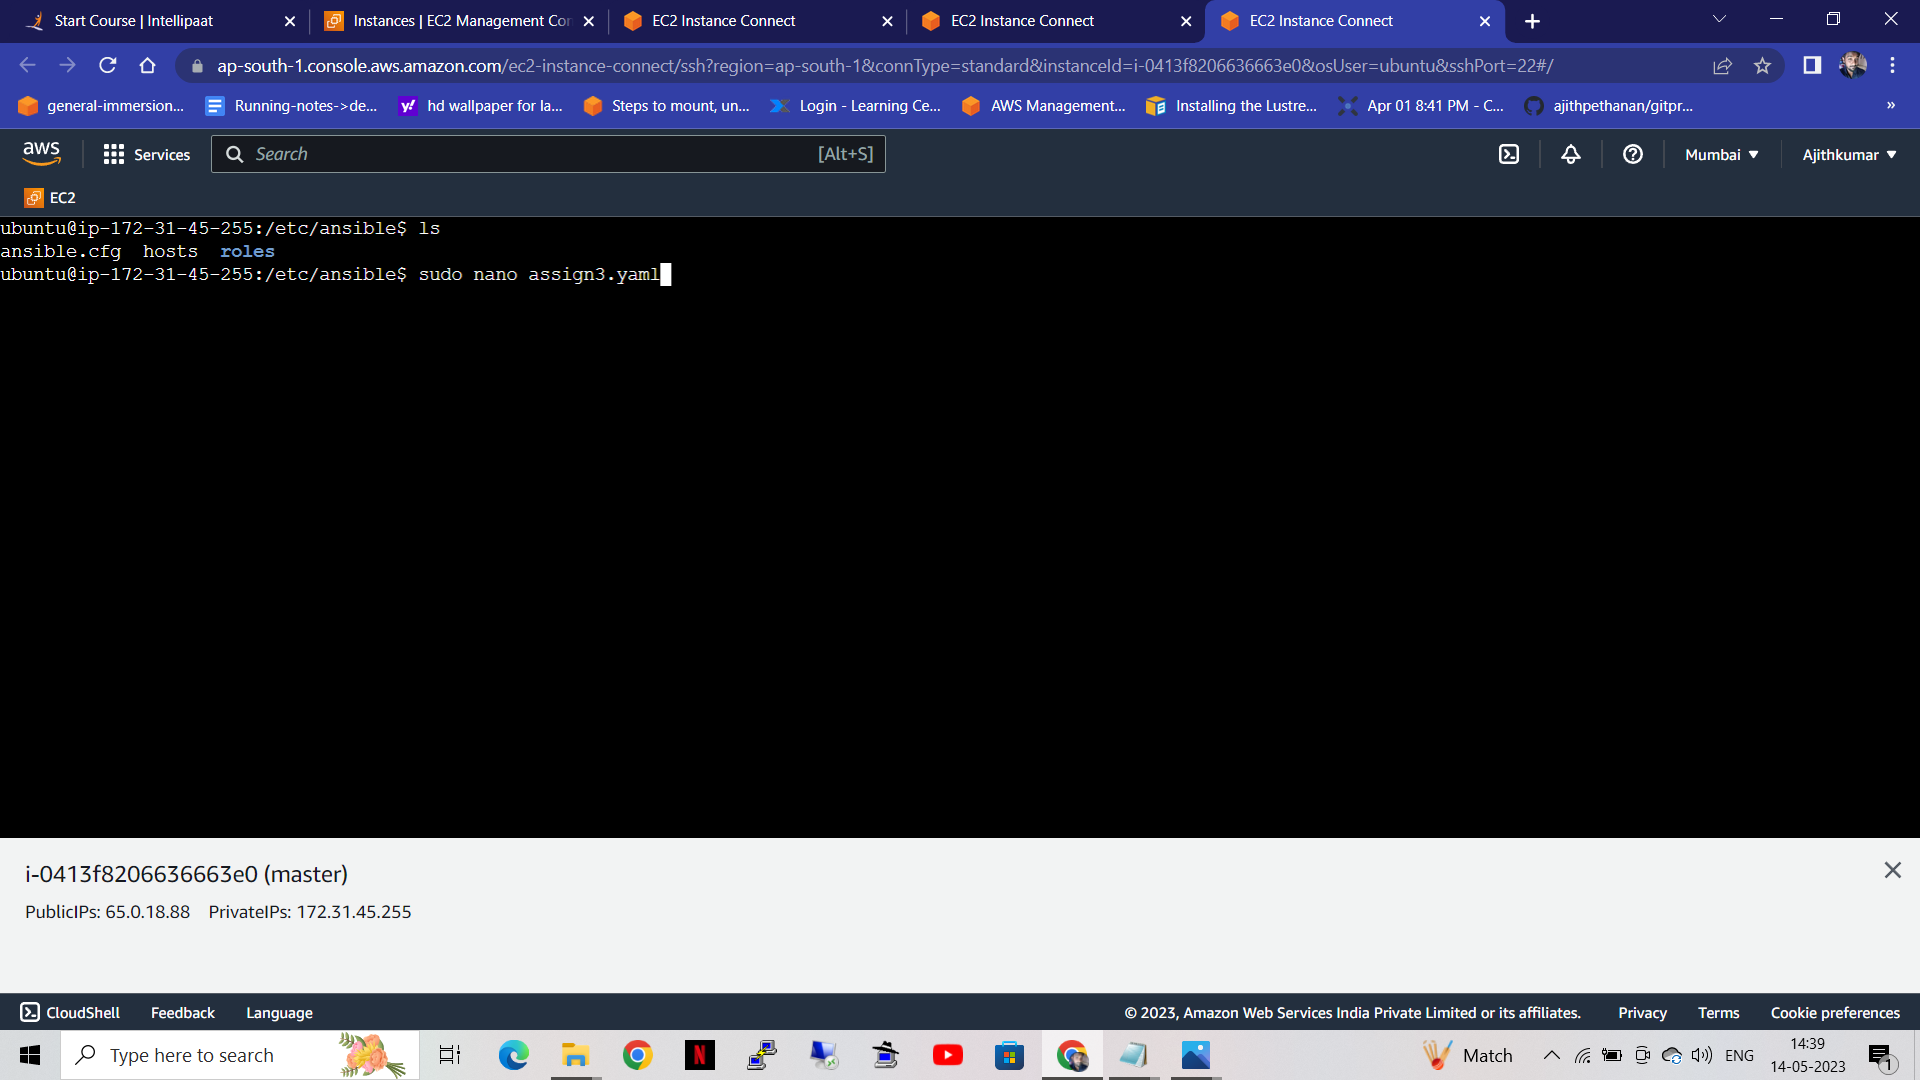 Start Course | Intellipaat
Instances | EC2 Management Con
EC2 Instance Connect
EC2 Instance Connect
EC2 Instance Connect
ap-south-1.console.aws.amazon.com/ec2-instance-connect/ssh?region=ap-south-1&connType=standard&instanceId=i-0413f8206636663e0&osUser=ubuntu&sshPort=22#/
general-immersion...
Running-notes->de...
hd wallpaper for la...
Steps to mount, un...
Login - Learning Ce...
AWS Management...
Installing the Lustre...
Apr 01 8:41 PM - C...
ajithpethanan/gitpr...
»
aws
Services
Search [Alt+S]
Mumbai
Ajithkumar
EC2
ubuntu@ip-172-31-45-255:/etc/ansible$ ls
ansible.cfg hosts roles
ubuntu@ip-172-31-45-255:/etc/ansible$ sudo nano assign3.yaml
i-0413f8206636663e0 (master)
PublicIPs: 65.0.18.88 PrivateIPs: 172.31.45.255
CloudShell Feedback Language
© 2023, Amazon Web Services India Private Limited or its affiliates. Privacy Terms Cookie preferences
Type here to search
Match
ENG
14:39
14-05-2023
1